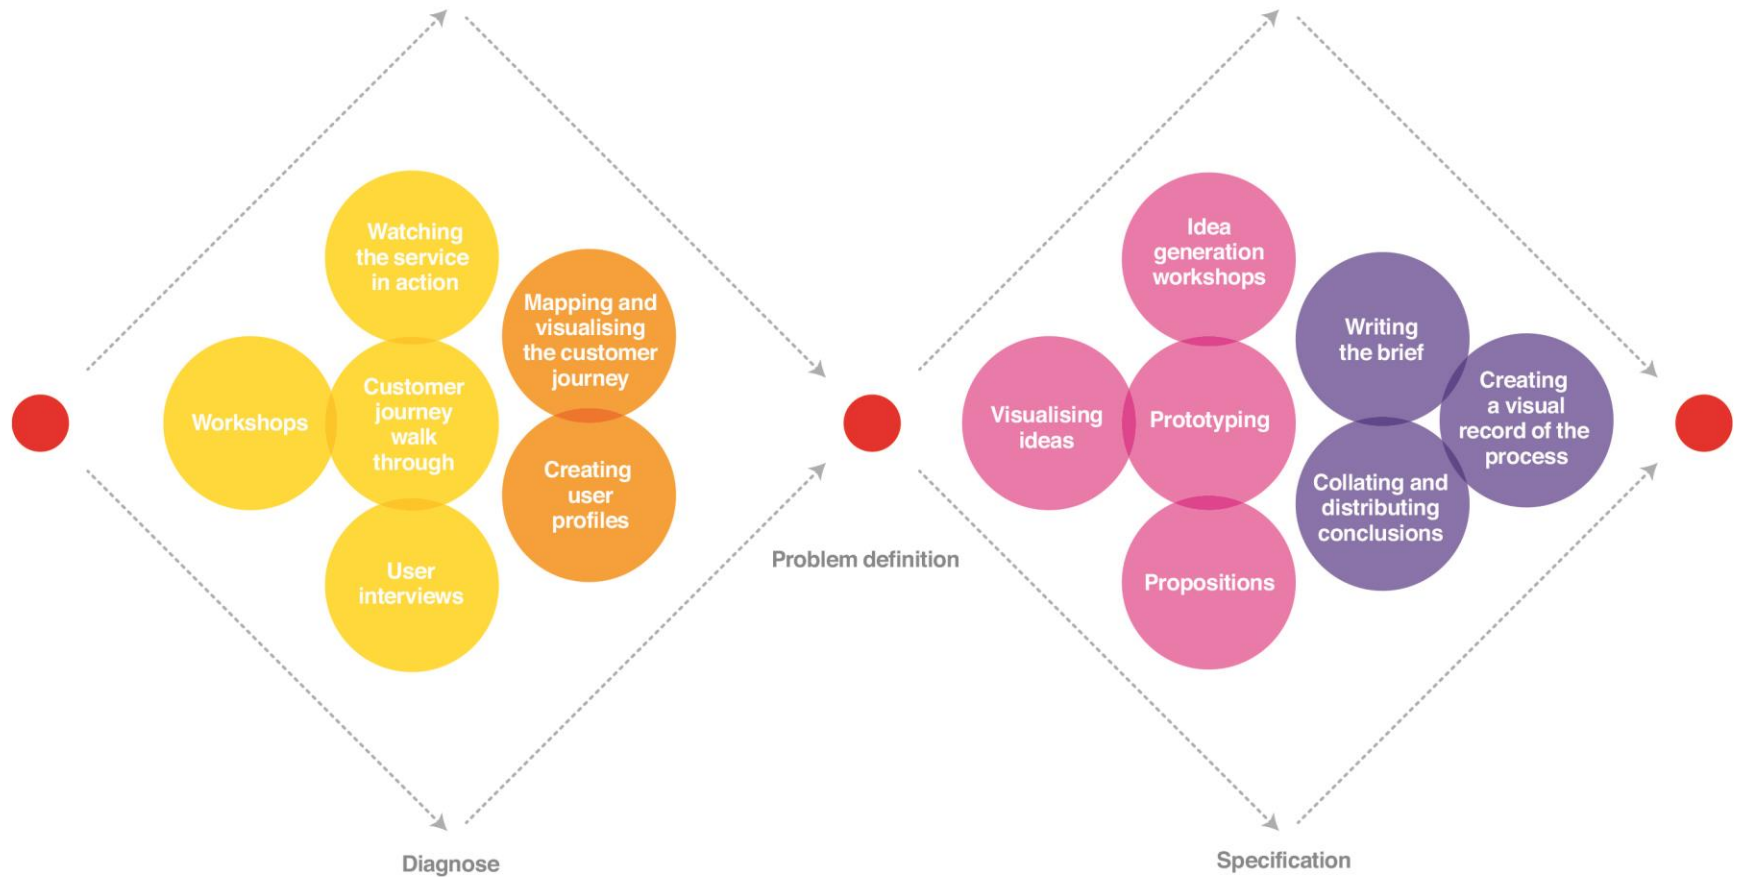 Watching
the service
in action
Mapping and
visualising
the customer
journey
Workshops
Customer
journey
walk
through
Creating
user
profiles
User
interviews
Diagnose
Problem definition
Idea
generation
workshops
Writing
the brief
Visualising
ideas
Prototyping
Creating
a visual
record of the
process
Collating and
distributing
conclusions
Propositions
Specification